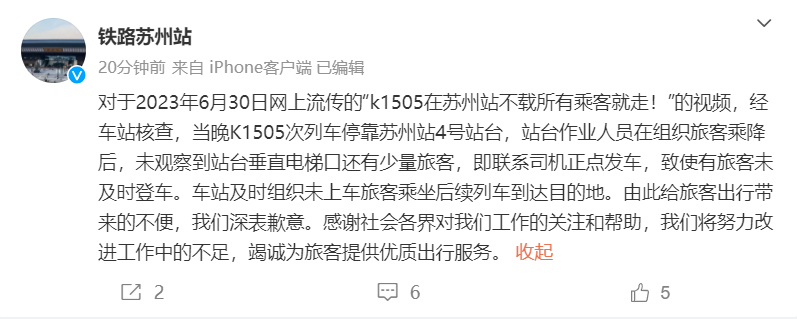 铁路苏州站
20分钟前 来自 iPhone客户端 已编辑
对于2023年6月30日网上流传的“k1505在苏州站不载所有乘客就走！”的视频，经
车站核查，当晚K1505次列车停靠苏州站4号站台，站台作业人员在组织旅客乘降
后，未观察到站台垂直电梯口还有少量旅客，即联系司机正点发车，致使有旅客未
及时登车。车站及时组织未上车旅客乘坐后续列车到达目的地。由此给旅客出行带
来的不便，我们深表歉意。感谢社会各界对我们工作的关注和帮助，我们将努力改
进工作中的不足，竭诚为旅客提供优质出行服务。 收起
2 6 5